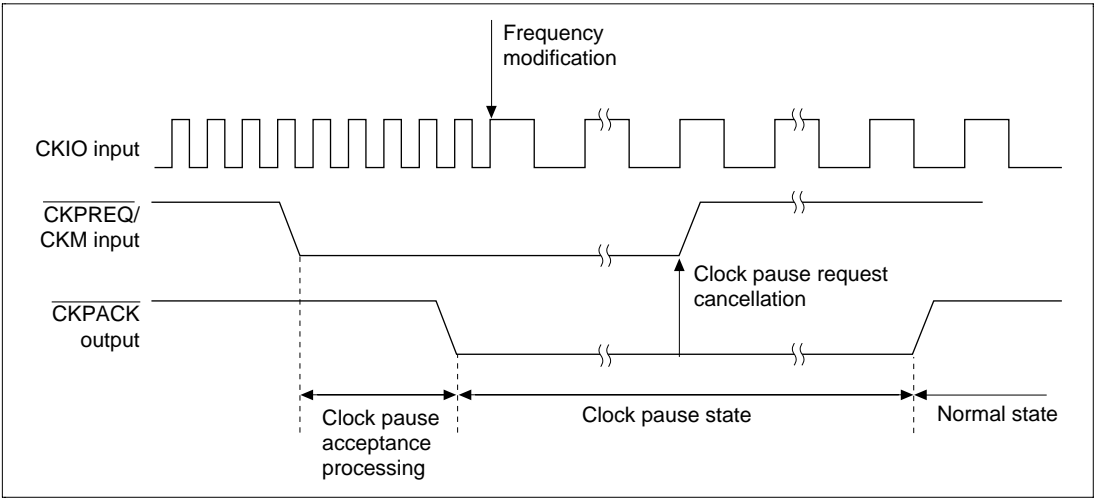 Frequency
modification
CKIO input
CKPREQ/
CKM input
Clock pause request
cancellation
CKPACK
output
Clock pause
acceptance
processing
Clock pause state
Normal state